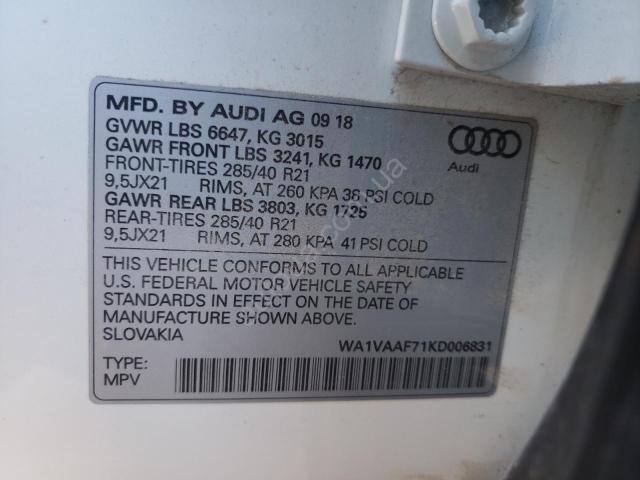 MFD. BY AUDI AG 09 18
GVWR LBS 6647, KG 3015
GAWR FRONT LBS 3241, KG 1470
FRONT-TIRES 285/40 R21
9,5JX21 RIMS, AT 260 KPA 38 PSI COLD
GAWR REAR LBS 3803, KG 1725
REAR-TIRES 285/40 R21
9,5JX21 RIMS, AT 280 KPA 41 PSI COLD
Audi
THIS VEHICLE CONFORMS TO ALL APPLICABLE
U.S. FEDERAL MOTOR VEHICLE SAFETY
STANDARDS IN EFFECT ON THE DATE OF
MANUFACTURE SHOWN ABOVE.
SLOVAKIA
WA1VAAF71KD006831
TYPE:
MPV